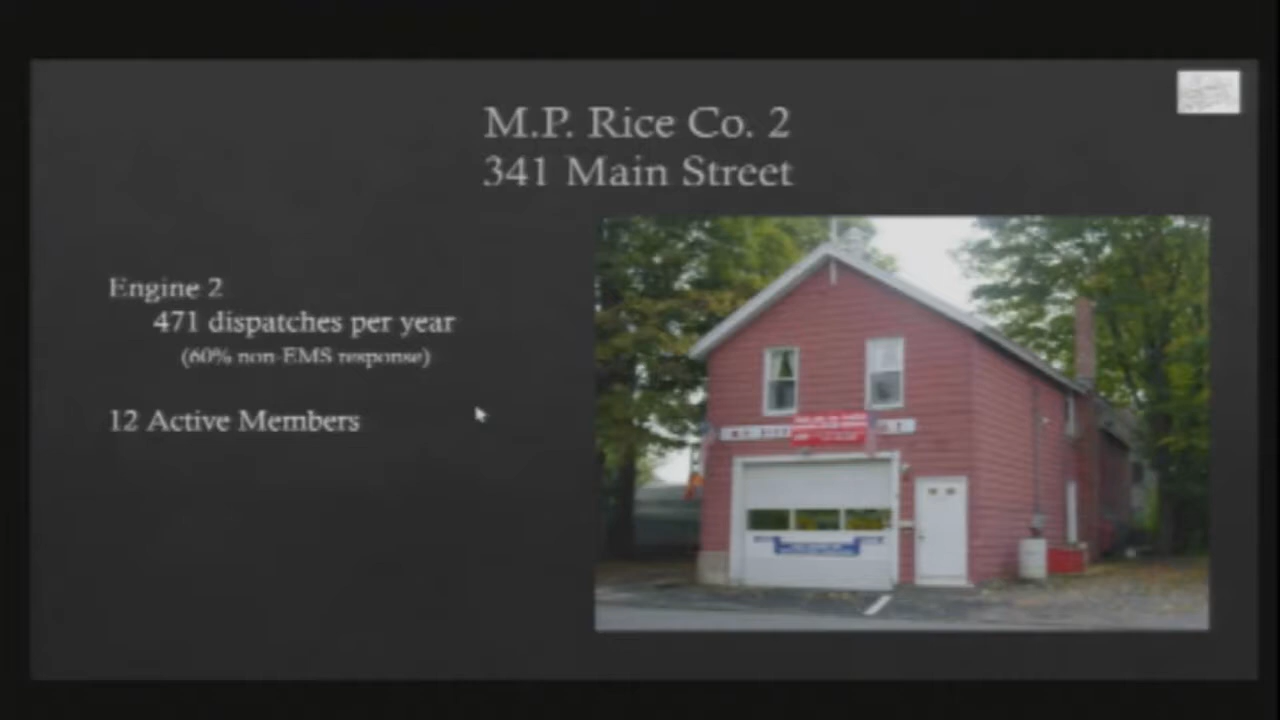 M.P. Rice Co. 2
341 Main Street
Engine 2
471 dispatches per year
(60% non-EMS response)
12 Active Members